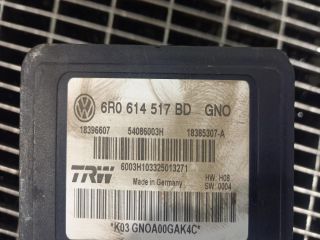 6R0 614 517 BD GNO
18396607 54086003H 18385307-A
6003H103325013271
TRW Made in Germany HW: H08
SW: 0004
*K03 GNOA00GAK4C*